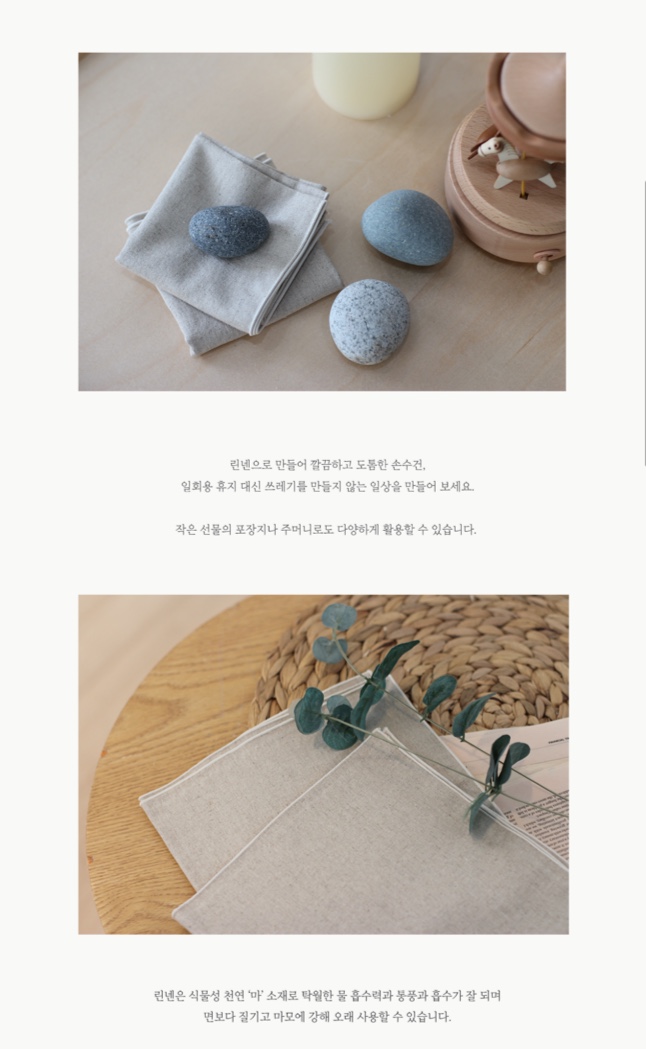 린넨으로 만들어 깔끔하고 도톰한 손수건,
일회용 휴지 대신 쓰레기를 만들지 않는 일상을 만들어 보세요.
작은 선물의 포장지나 주머니로도 다양하게 활용할 수 있습니다.
린넨은 식물성 천연 ‘마’ 소재로 탁월한 물 흡수력과 통풍과 흡수가 잘 되며
면보다 질기고 마모에 강해 오래 사용할 수 있습니다.